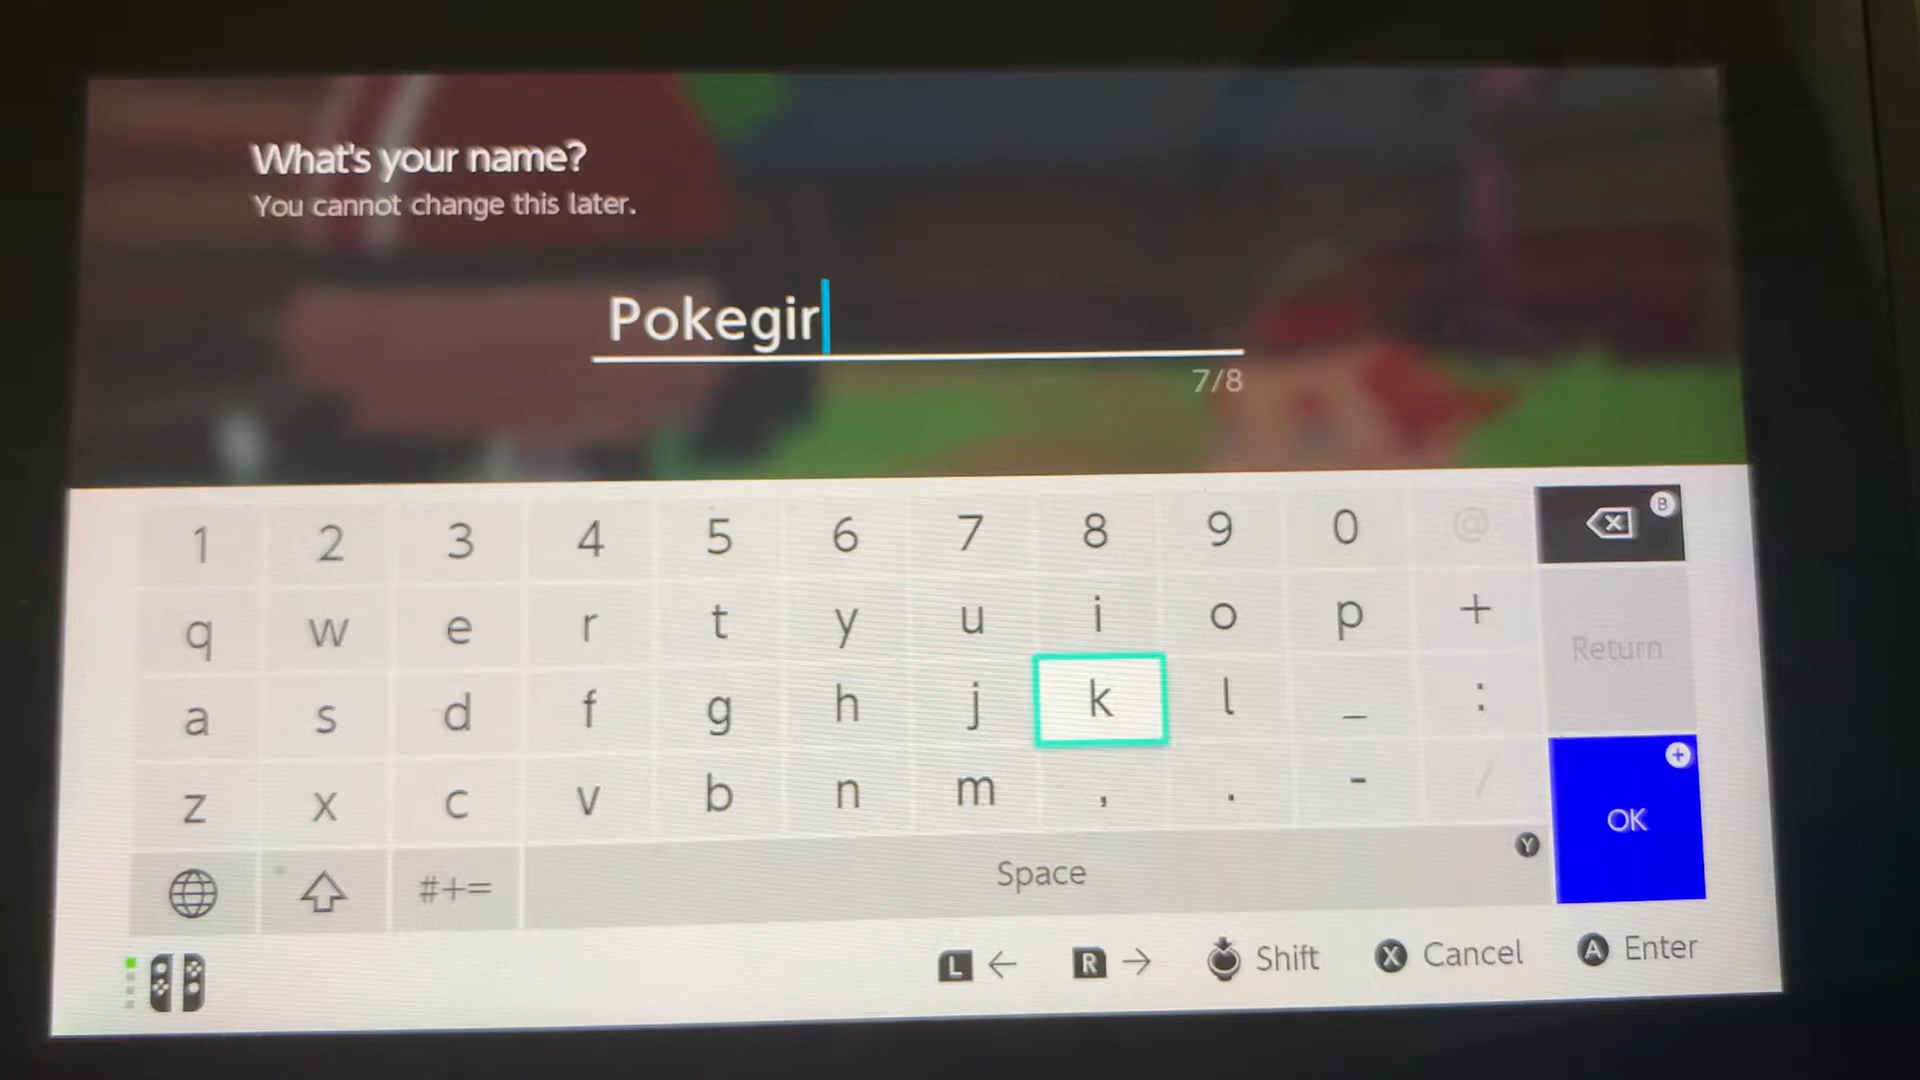 What's your name?
You cannot change this later.
Pokegir
7/8
1 2 3 4 5 6 7 8 9 0 @ B
q w e r t y u i o p + Return
a s d f g h j k l _ :
z x c v b n m , . - / + OK
#+= Space Y
L ← R → Shift X Cancel A Enter